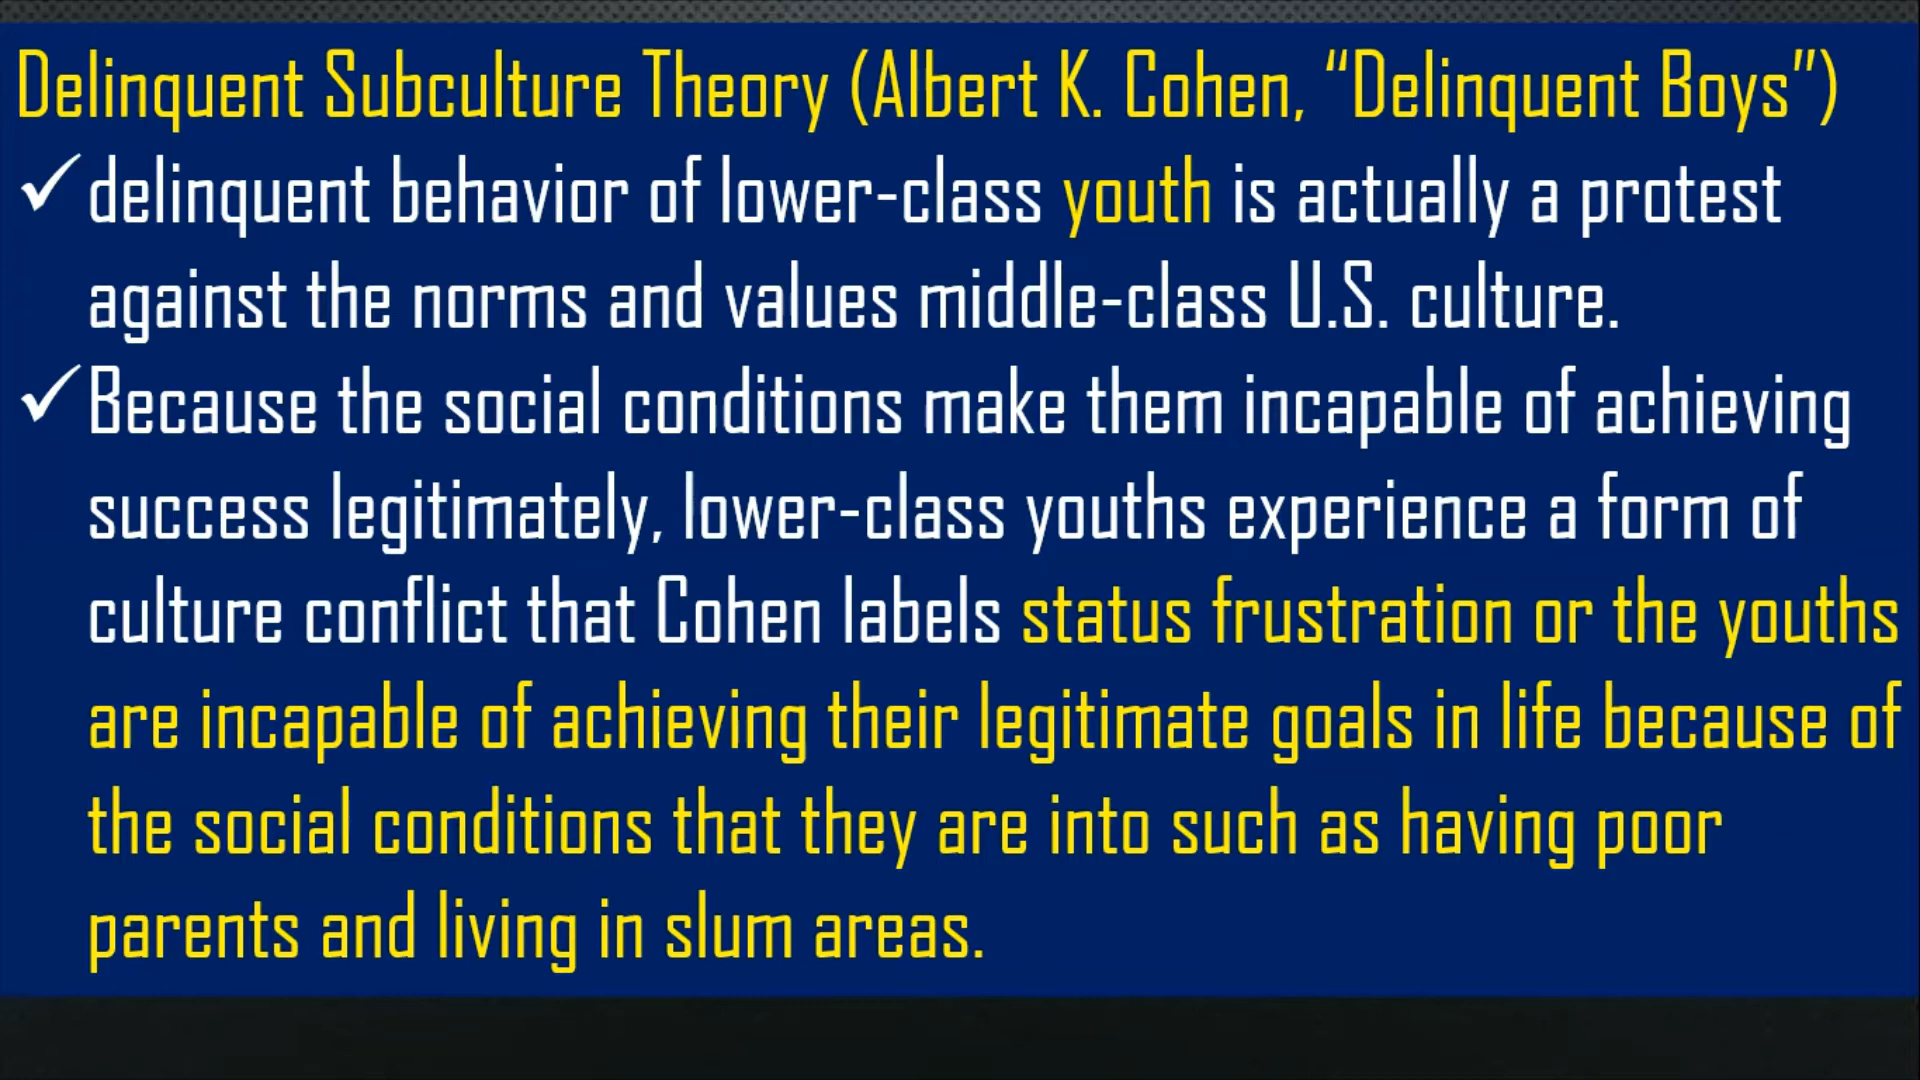 Delinquent Subculture Theory (Albert K. Cohen, “Delinquent Boys”)
✓ delinquent behavior of lower-class youth is actually a protest
against the norms and values middle-class U.S. culture.
✓ Because the social conditions make them incapable of achieving
success legitimately, lower-class youths experience a form of
culture conflict that Cohen labels status frustration or the youths
are incapable of achieving their legitimate goals in life because of
the social conditions that they are into such as having poor
parents and living in slum areas.